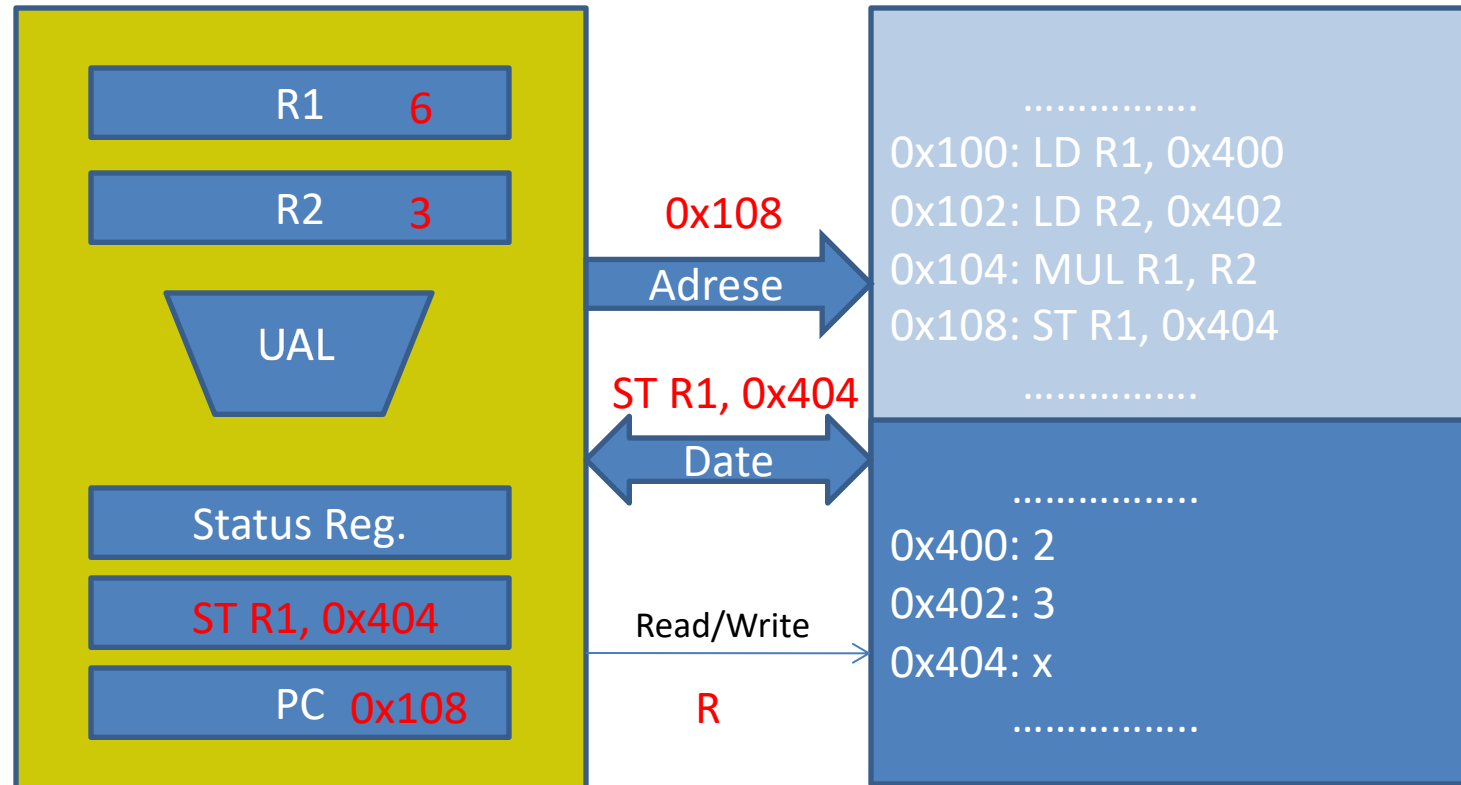 R1 6
R2 3
UAL
Status Reg.
ST R1, 0x404
PC 0x108
0x108
Adrese
ST R1, 0x404
Date
Read/Write
R
................
0x100: LD R1, 0x400
0x102: LD R2, 0x402
0x104: MUL R1, R2
0x108: ST R1, 0x404
................
.................
0x400: 2
0x402: 3
0x404: x
.................